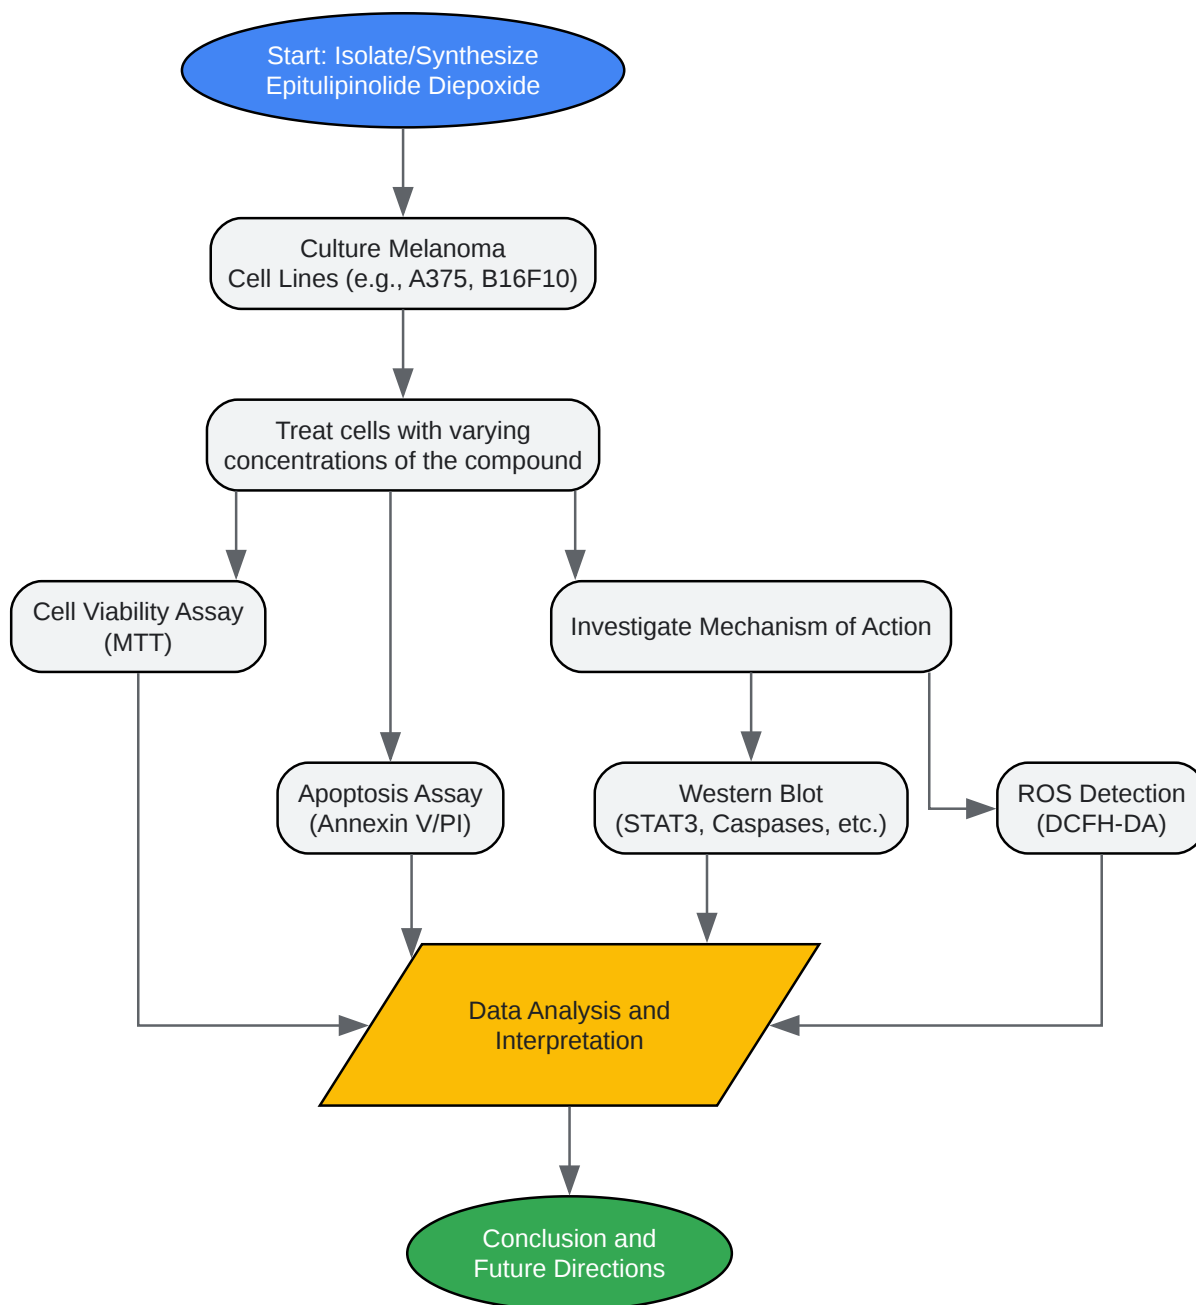 Start: Isolate/Synthesize
Epitulipinolide Diepoxide
Culture Melanoma
Cell Lines (e.g., A375, B16F10)
Treat cells with varying
concentrations of the compound
Cell Viability Assay
(MTT)
Investigate Mechanism of Action
Apoptosis Assay
(Annexin V/PI)
Western Blot
(STAT3, Caspases, etc.)
ROS Detection
(DCFH-DA)
Data Analysis and
Interpretation
Conclusion and
Future Directions